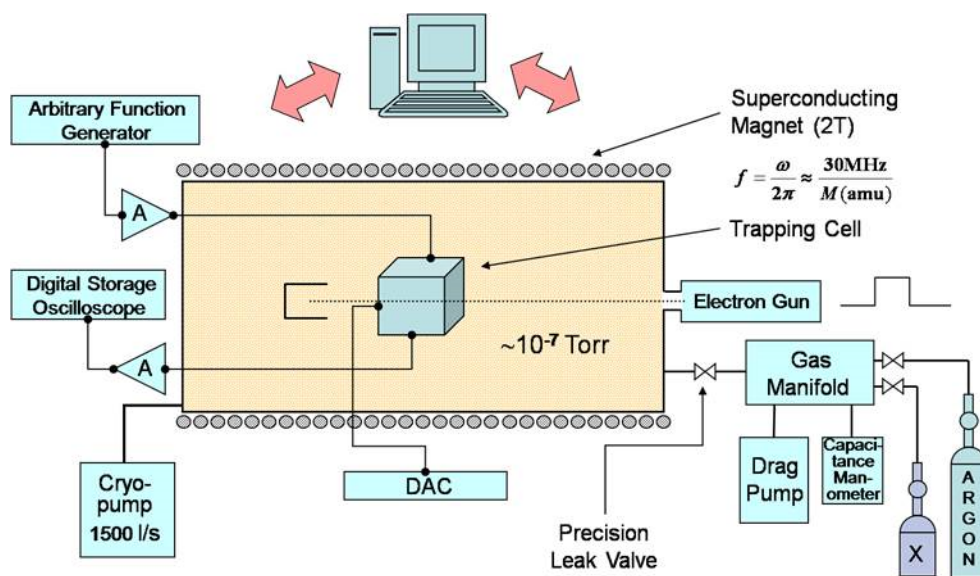 Arbitrary Function
Generator
A
Digital Storage
Oscilloscope
A
Cryo-
pump
1500 l/s
DAC
~10⁻⁷ Torr
Superconducting
Magnet (2T)
f = ω/2π ≈ 30MHz/M(amu)
Trapping Cell
Electron Gun
Gas
Manifold
Drag
Pump
Capaci-
tance
Man-
ometer
Precision
Leak Valve
X
A
R
G
O
N